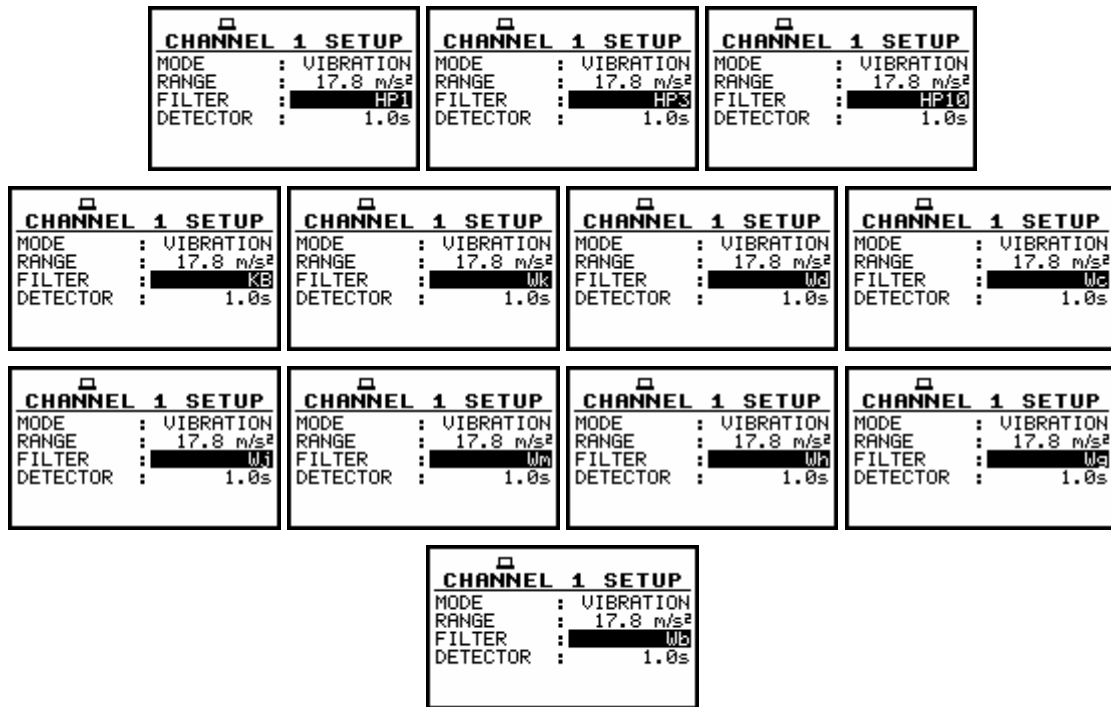 CHANNEL 1 SETUP
MODE : VIBRATION
RANGE : 17.8 m/s²
FILTER : HP1
DETECTOR : 1.0s
CHANNEL 1 SETUP
MODE : VIBRATION
RANGE : 17.8 m/s²
FILTER : HP3
DETECTOR : 1.0s
CHANNEL 1 SETUP
MODE : VIBRATION
RANGE : 17.8 m/s²
FILTER : HP10
DETECTOR : 1.0s
CHANNEL 1 SETUP
MODE : VIBRATION
RANGE : 17.8 m/s²
FILTER : KB
DETECTOR : 1.0s
CHANNEL 1 SETUP
MODE : VIBRATION
RANGE : 17.8 m/s²
FILTER : Wk
DETECTOR : 1.0s
CHANNEL 1 SETUP
MODE : VIBRATION
RANGE : 17.8 m/s²
FILTER : Wd
DETECTOR : 1.0s
CHANNEL 1 SETUP
MODE : VIBRATION
RANGE : 17.8 m/s²
FILTER : Wc
DETECTOR : 1.0s
CHANNEL 1 SETUP
MODE : VIBRATION
RANGE : 17.8 m/s²
FILTER : Wj
DETECTOR : 1.0s
CHANNEL 1 SETUP
MODE : VIBRATION
RANGE : 17.8 m/s²
FILTER : Wm
DETECTOR : 1.0s
CHANNEL 1 SETUP
MODE : VIBRATION
RANGE : 17.8 m/s²
FILTER : Wh
DETECTOR : 1.0s
CHANNEL 1 SETUP
MODE : VIBRATION
RANGE : 17.8 m/s²
FILTER : Wg
DETECTOR : 1.0s
CHANNEL 1 SETUP
MODE : VIBRATION
RANGE : 17.8 m/s²
FILTER : Wb
DETECTOR : 1.0s